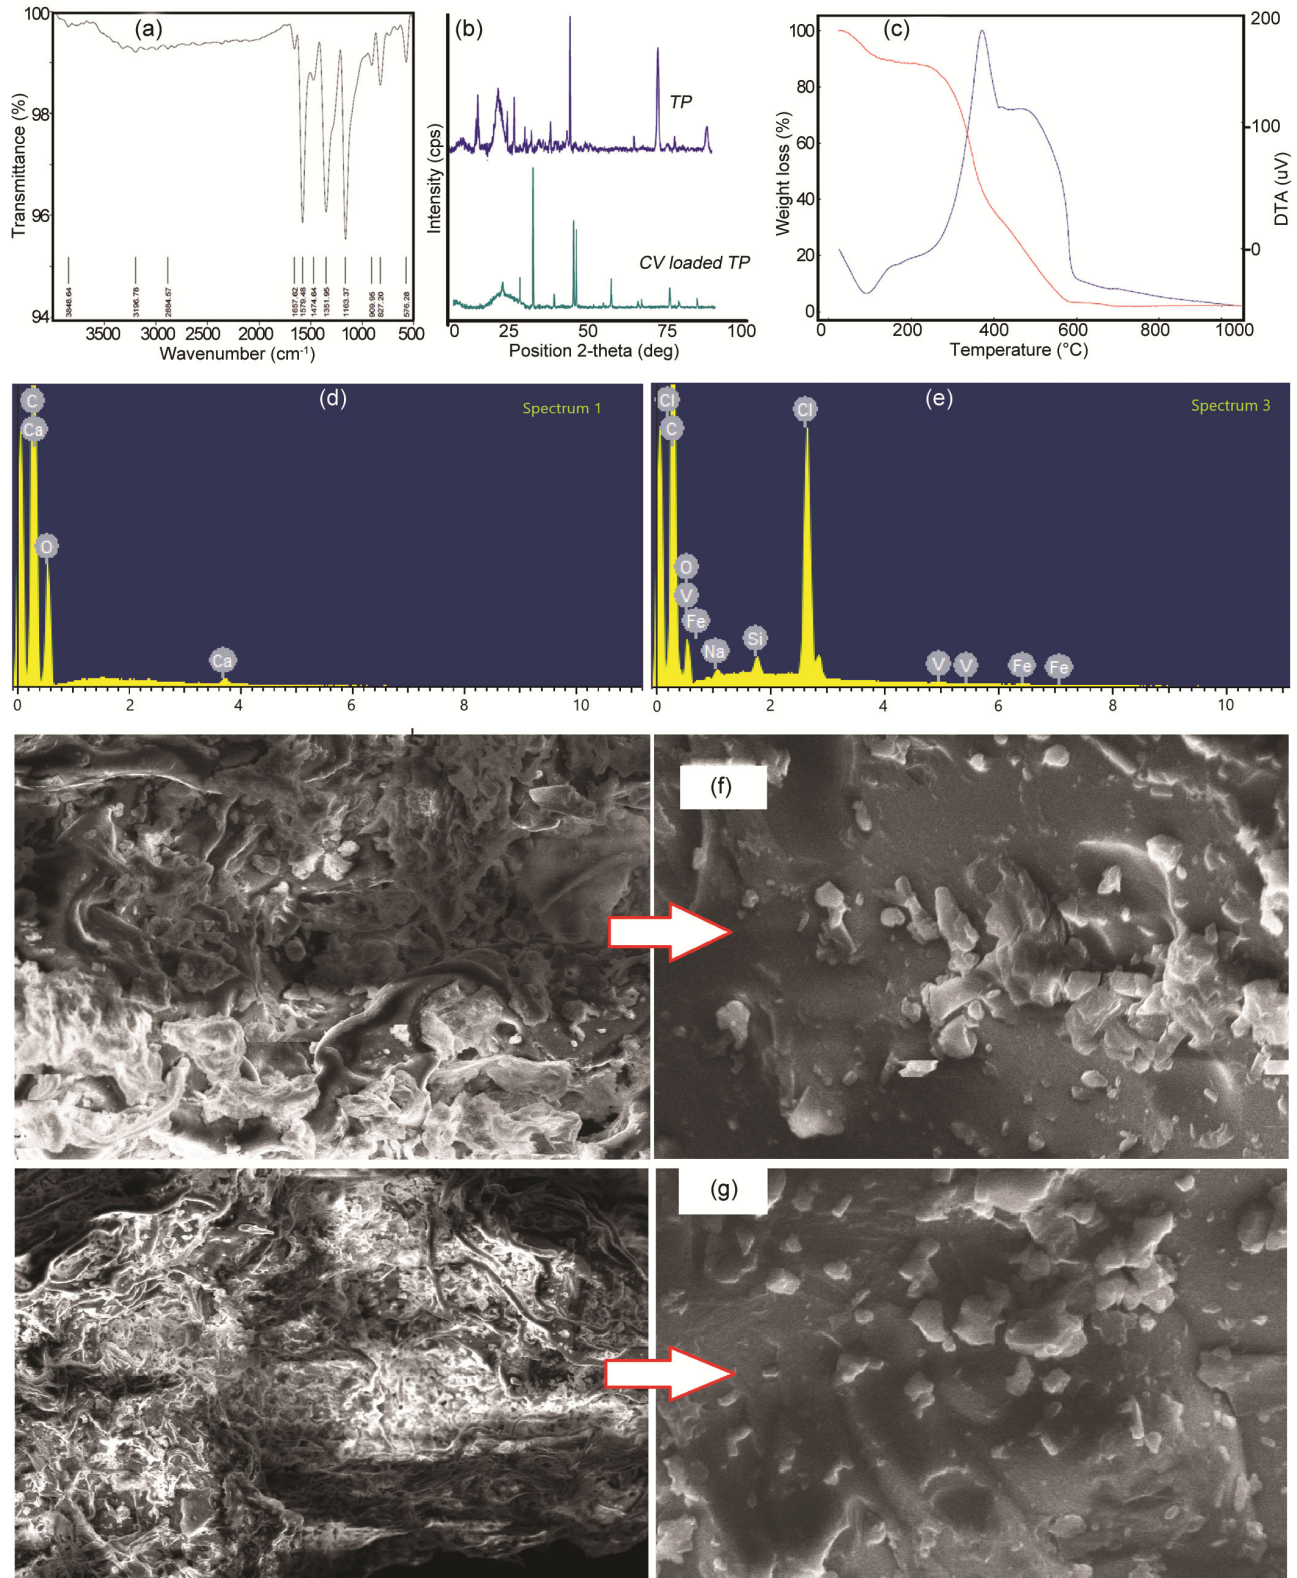 (a)
100
98
96
94
Transmittance (%)
3848.64
3196.78
2884.57
1657.62
1579.48
1474.64
1351.95
1163.37
909.95
827.20
576.28
3500 3000 2500 2000 1500 1000 500
Wavenumber (cm-1)
(b)
TP
CV loaded TP
Intensity (cps)
0 25 50 75 100
Position 2-theta (deg)
(c)
100
80
60
40
20
0
Weight loss (%)
200
100
0
DTA (uV)
0 200 400 600 800 1000
Temperature (°C)
(d)
Spectrum 1
C
Ca
O
Ca
0 2 4 6 8 10
(e)
Spectrum 3
Cl
C
Cl
O
V
Fe
Na
Si
V
V
Fe
Fe
0 2 4 6 8 10
(f)
(g)